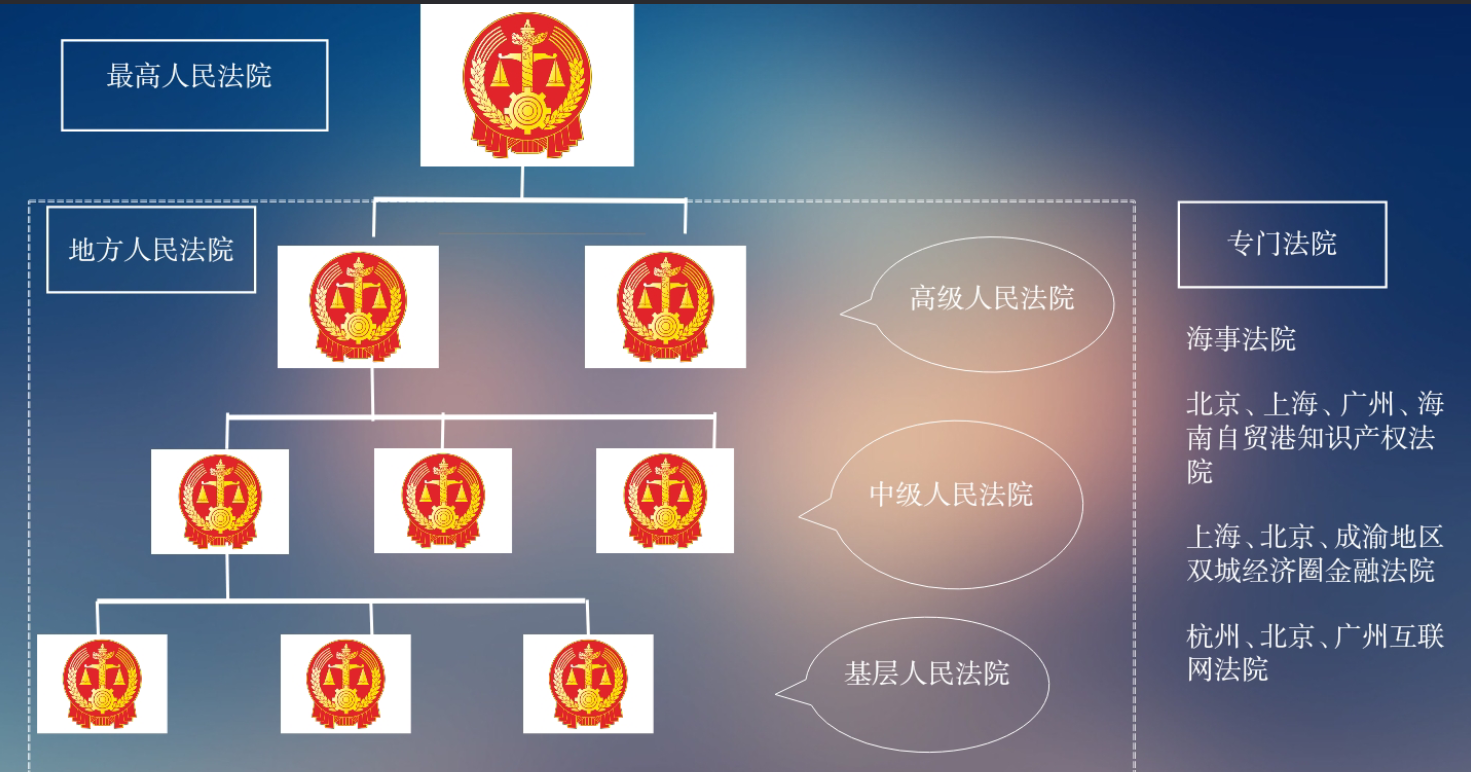 最高人民法院
地方人民法院
高级人民法院
中级人民法院
基层人民法院
专门法院
海事法院
北京、上海、广州、海
南自贸港知识产权法
院
上海、北京、成渝地区
双城经济圈金融法院
杭州、北京、广州互联
网法院